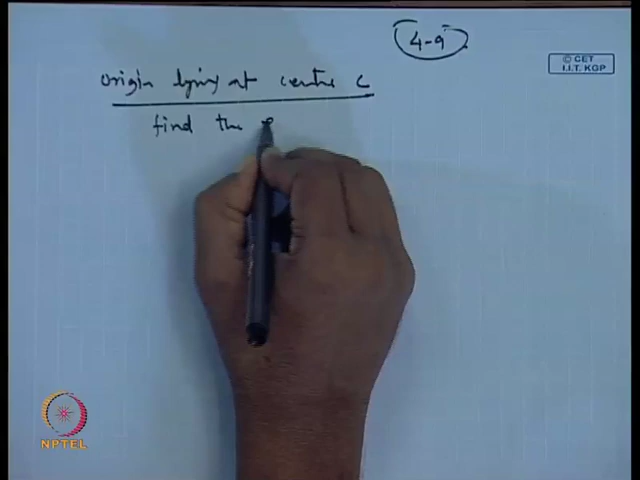 4-9
© CET
I.I.T. KGP
origin lying at centre C
find the
NPTEL